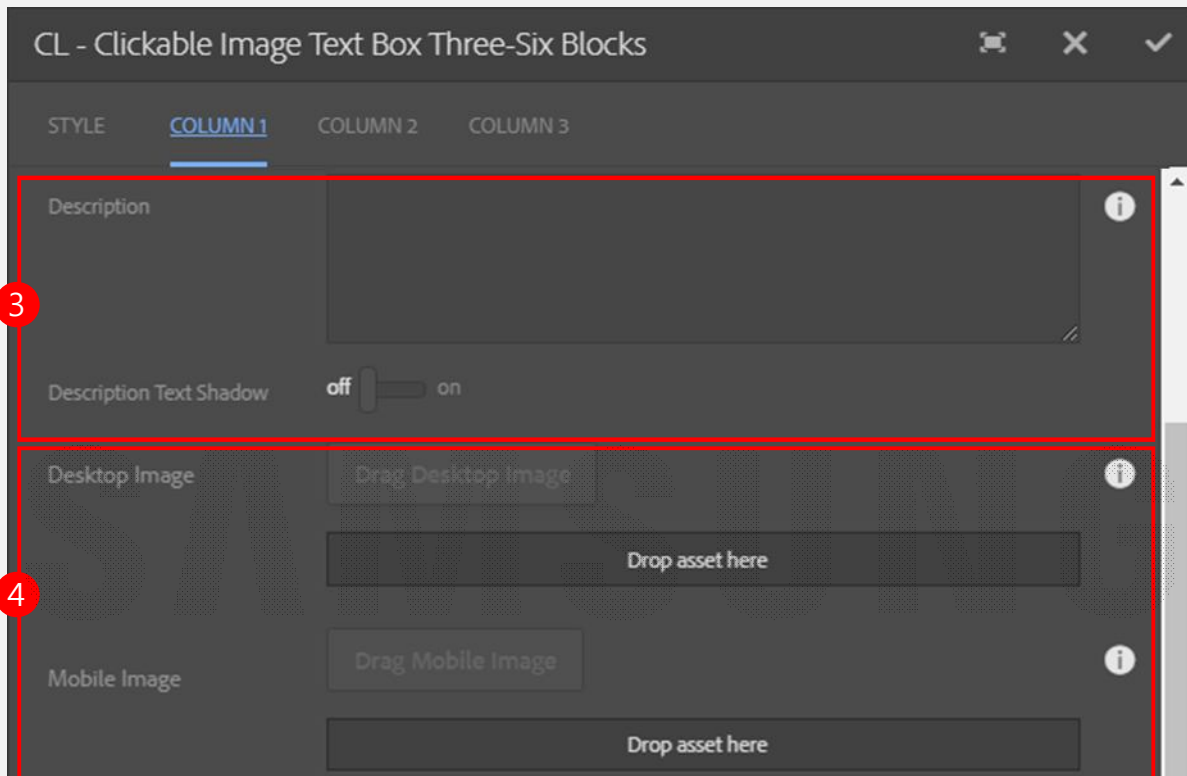 CL - Clickable Image Text Box Three-Six Blocks
STYLE COLUMN 1 COLUMN 2 COLUMN 3
Description
3
Description Text Shadow off on
Desktop Image Drag Desktop Image
SAMSUNG
Drop asset here
4
Mobile Image Drag Mobile Image
Drop asset here